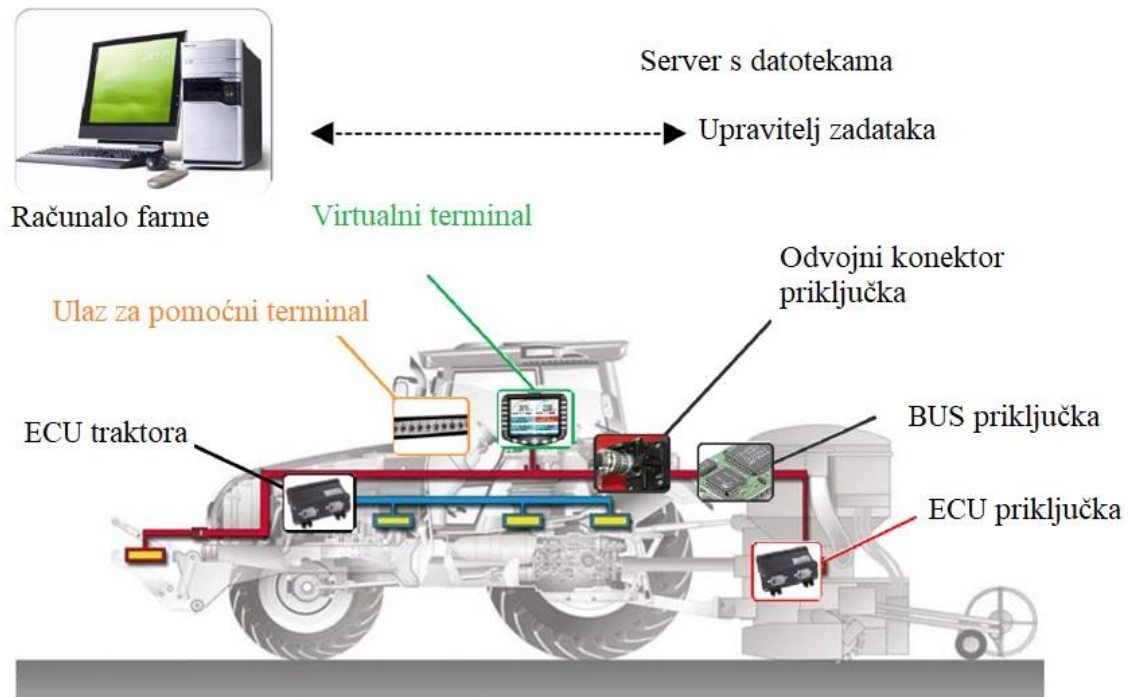 Server s datotekama
Upravitelj zadataka
Računalo farme
Virtualni terminal
Odvojni konektor
priključka
Ulaz za pomoćni terminal
ECU traktora
BUS priključka
ECU priključka